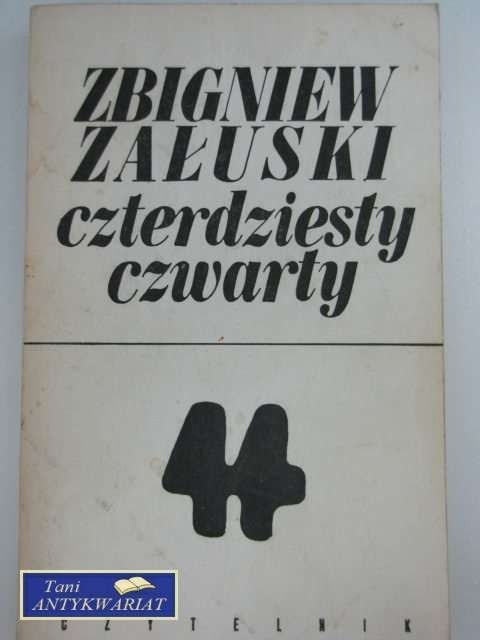 ZBIGNIEW
ZAŁUSKI
czterdziesty
czwarty
44
Tani
ANTYKWARIAT
CZYTELNIK